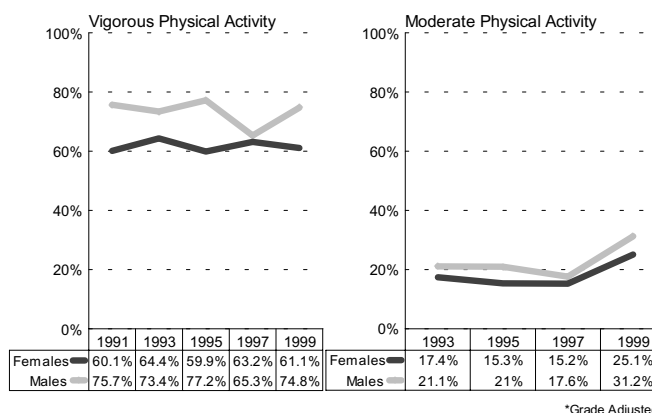 Vigorous Physical Activity
100%
80%
60%
40%
20%
0%
1991 1993 1995 1997 1999
Females 60.1% 64.4% 59.9% 63.2% 61.1%
Males 75.7% 73.4% 77.2% 65.3% 74.8%
Moderate Physical Activity
100%
80%
60%
40%
20%
0%
1993 1995 1997 1999
Females 17.4% 15.3% 15.2% 25.1%
Males 21.1% 21% 17.6% 31.2%
*Grade Adjuste